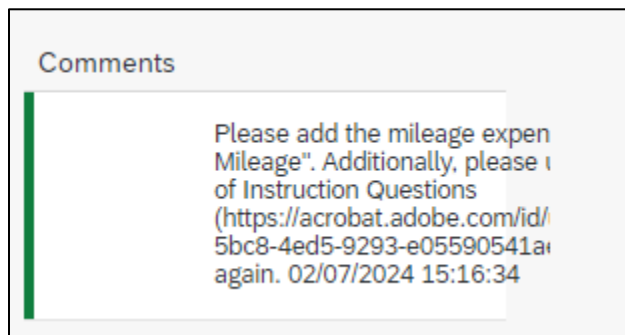 Comments
Please add the mileage expen
Mileage". Additionally, please
of Instruction Questions
(https://acrobat.adobe.com/id/
5bc8-4ed5-9293-e05590541a
again. 02/07/2024 15:16:34